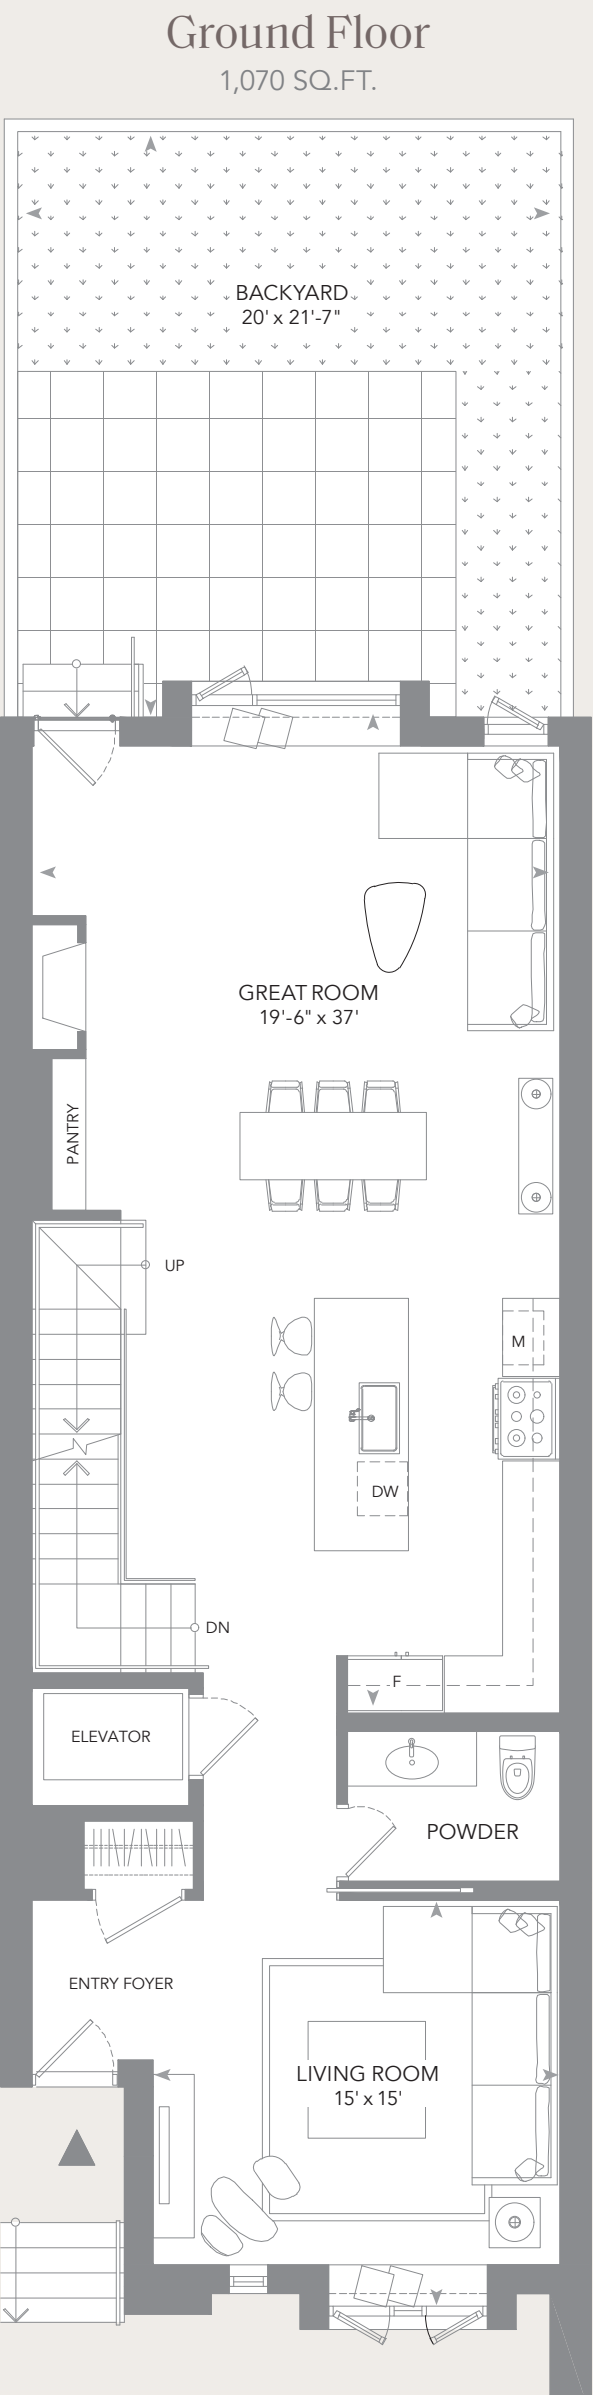 Ground Floor
1,070 SQ.FT.
BACKYARD
20' x 21'-7"
GREAT ROOM
19'-6" x 37'
PANTRY
UP
M
DW
DN
F
ELEVATOR
POWDER
ENTRY FOYER
LIVING ROOM
15' x 15'